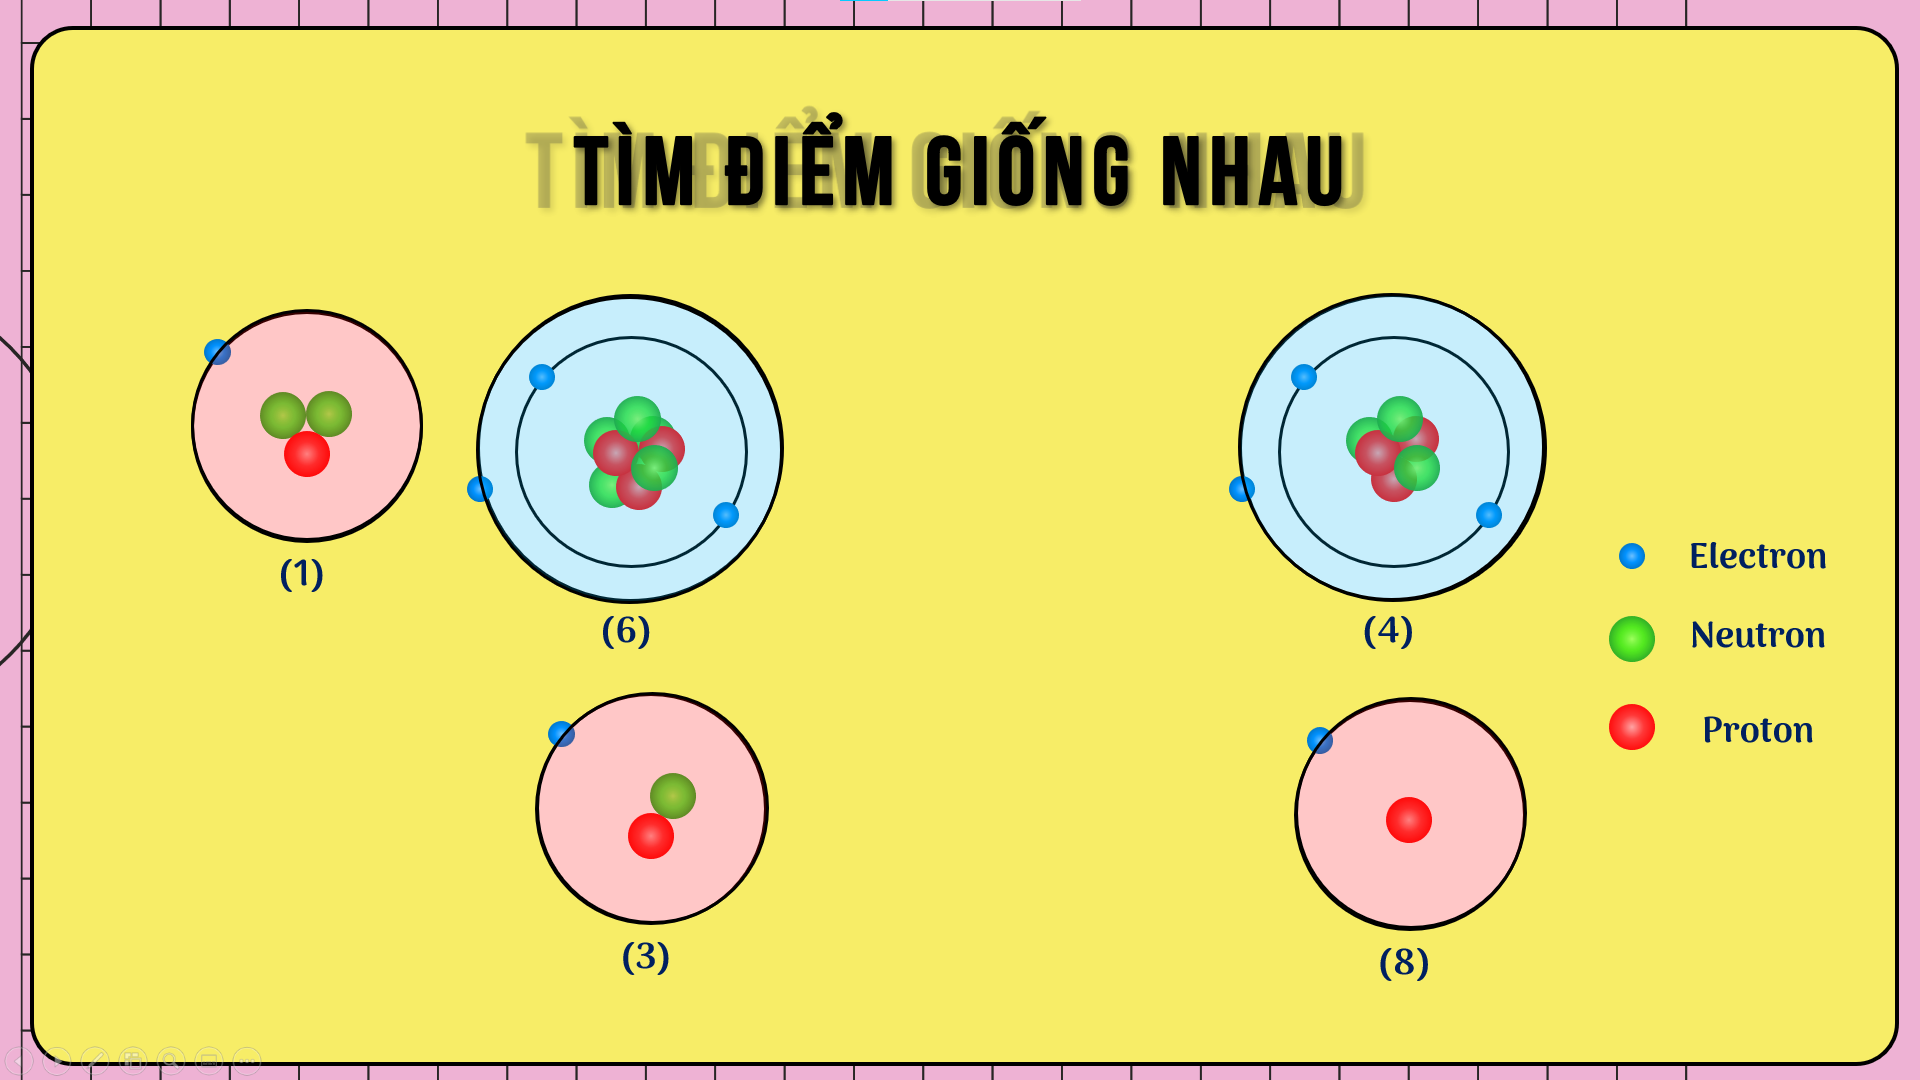 TÌM ĐIỂM GIỐNG NHAU
(1)
(6)
(4)
Electron
Neutron
Proton
(3)
(8)